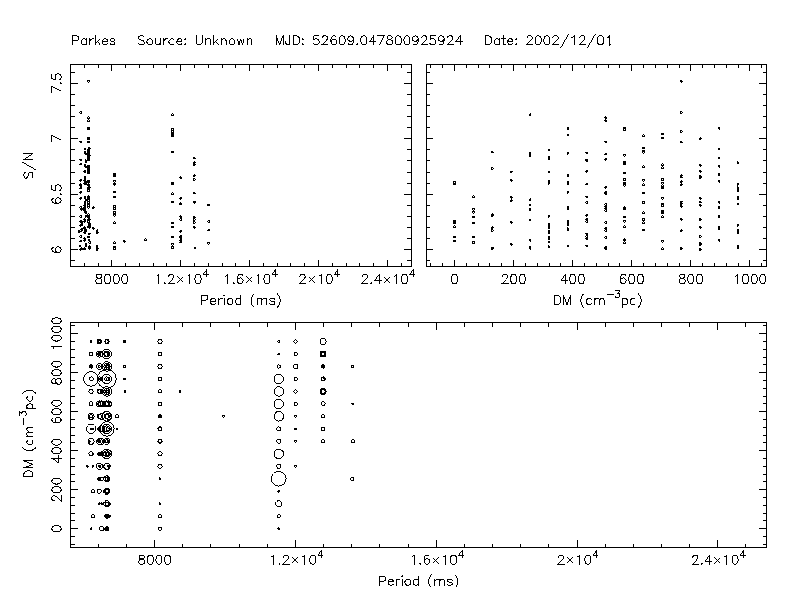 Parkes Source: Unknown MJD: 52609.047800925924 Date: 2002/12/01
7.5
7
6.5
6
S/N
8000 1.2×10⁴ 1.6×10⁴ 2×10⁴ 2.4×10⁴
Period (ms)
0 200 400 600 800 1000
DM (cm⁻³pc)
1000
800
600
400
200
0
DM (cm⁻³pc)
8000 1.2×10⁴ 1.6×10⁴ 2×10⁴ 2.4×10⁴
Period (ms)